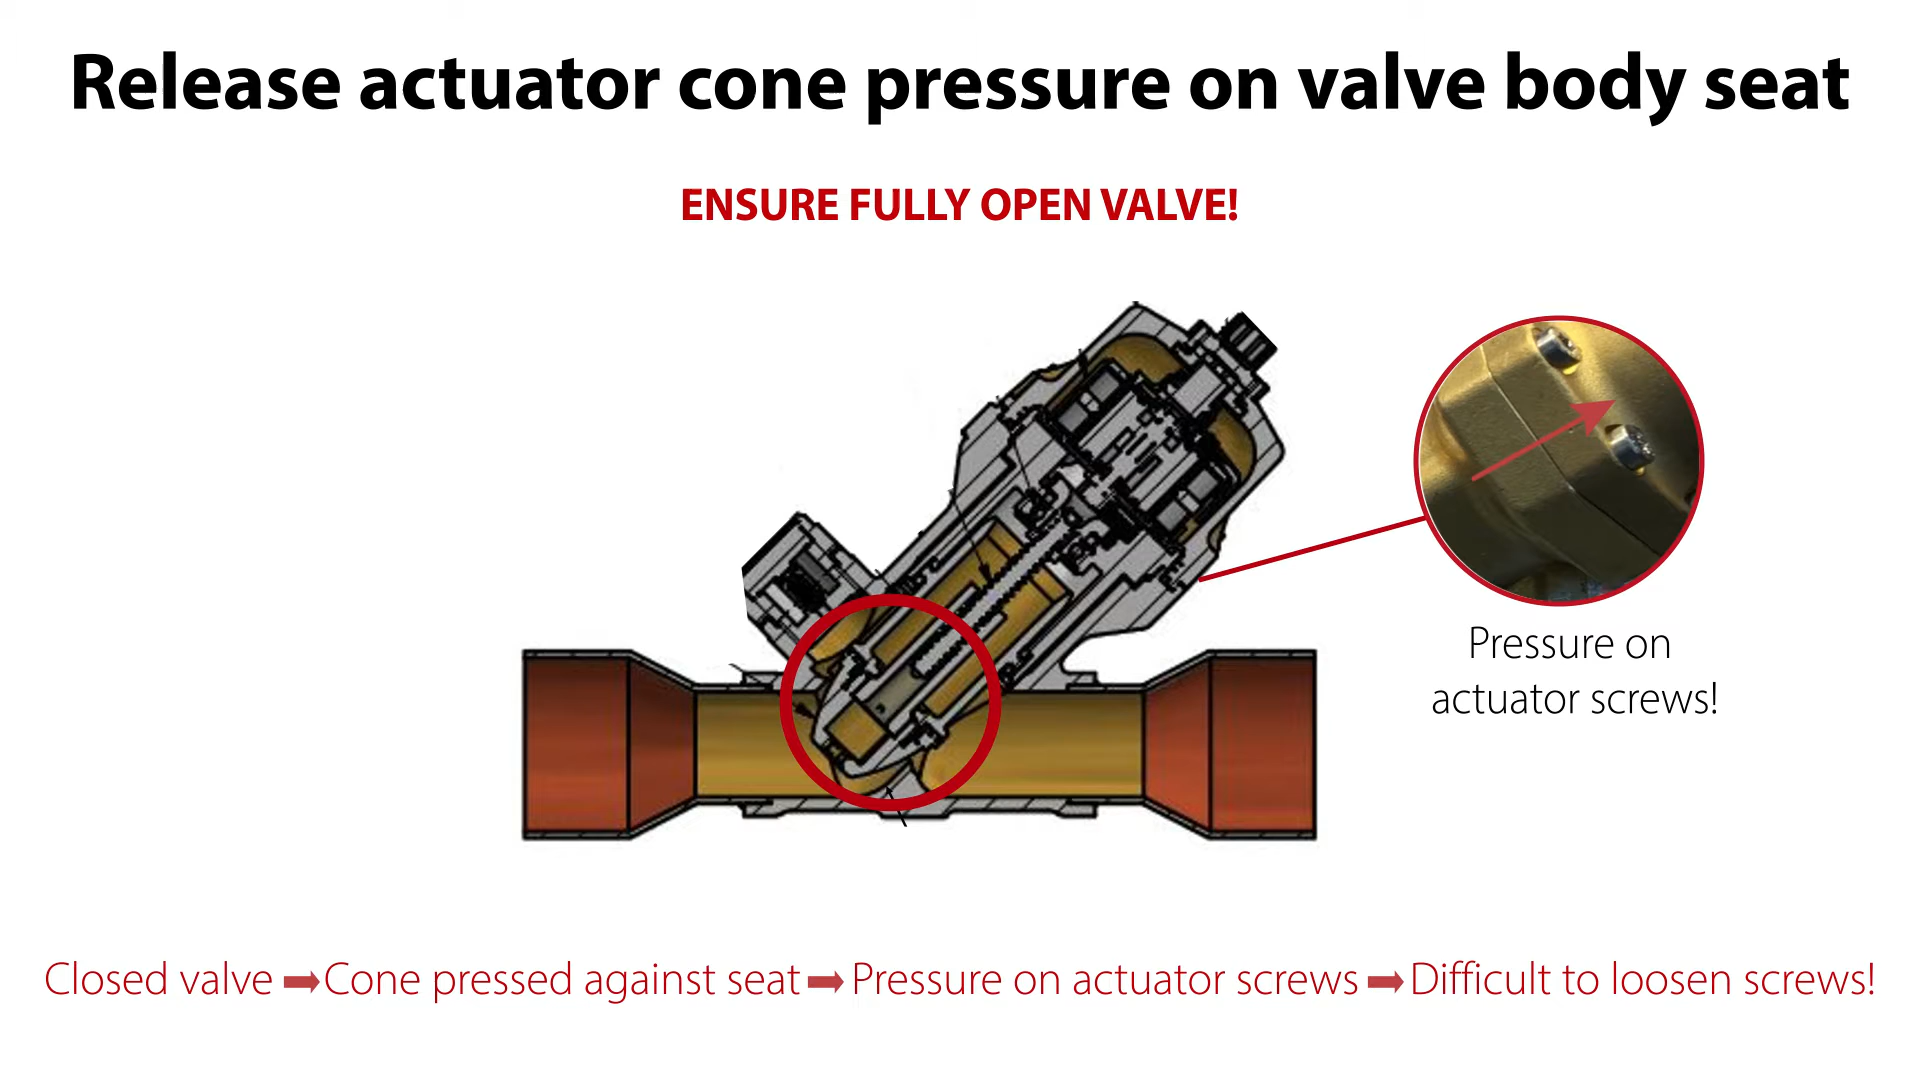 Release actuator cone pressure on valve body seat
ENSURE FULLY OPEN VALVE!
Pressure on
actuator screws!
Closed valve ➡ Cone pressed against seat ➡ Pressure on actuator screws ➡ Difficult to loosen screws!